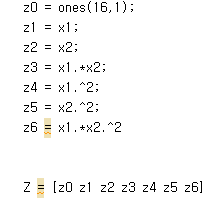 z0 = ones(16,1);
z1 = x1;
z2 = x2;
z3 = x1.*x2;
z4 = x1.^2;
z5 = x2.^2;
z6 = x1.*x2.^2
Z = [z0 z1 z2 z3 z4 z5 z6]